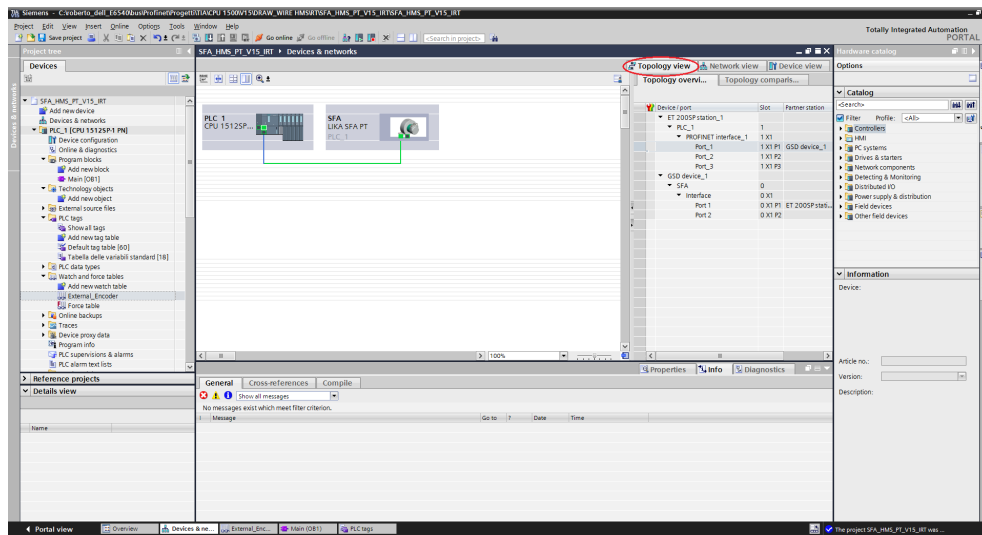 Siemens - C:\roberto_dell_E6540\bus\Profinet\Progetti\TIA\CPU 1500\V15\DRAW_WIRE HMS\RT\SFA_HMS_PT_V15_IRT\SFA_HMS_PT_V15_IRT
Project Edit View Insert Online Options Tools Window Help
Totally Integrated Automation
PORTAL
Save project
Go online
Go offline
<Search in project>
Project tree
SFA_HMS_PT_V15_IRT Devices & networks
Hardware catalog
Devices
Topology view
Network view
Device view
Options
Topology overvi...
Topology comparis...
Devices & networks
SFA_HMS_PT_V15_IRT
Add new device
Devices & networks
PLC_1 [CPU 1512SP-1 PN]
Device configuration
Online & diagnostics
Program blocks
Add new block
Main [OB1]
Technology objects
Add new object
External source files
PLC tags
Show all tags
Add new tag table
Default tag table [60]
Tabella delle variabili standard [18]
PLC data types
Watch and force tables
Add new watch table
External_Encoder
Force table
Online backups
Traces
Device proxy data
Program info
PLC supervisions & alarms
PLC alarm text lists
Reference projects
Details view
Name
PLC_1
CPU 1512SP...
SFA
LIKA SFA PT
PLC_1
100%
Device / port Slot Partner station
ET 200SP station_1
PLC_1 1
PROFINET interface_1 1 X1
Port_1 1 X1 P1 GSD device_1
Port_2 1 X1 P2
Port_3 1 X1 P3
GSD device_1
SFA 0
Interface 0 X1
Port 1 0 X1 P1 ET 200SP stati...
Port 2 0 X1 P2
Catalog
<Search>
Filter Profile: <All>
Controllers
HMI
PC systems
Drives & starters
Network components
Detecting & Monitoring
Distributed I/O
Power supply & distribution
Field devices
Other field devices
Information
Device:
Article no.:
Version:
Description:
Properties
Info
Diagnostics
General
Cross-references
Compile
Show all messages
No messages exist which meet filter criterion.
! Message Go to ? Date Time
Portal view
Overview
Devices & ne...
External_Enc...
Main (OB1)
PLC tags
The project SFA_HMS_PT_V15_IRT was ...